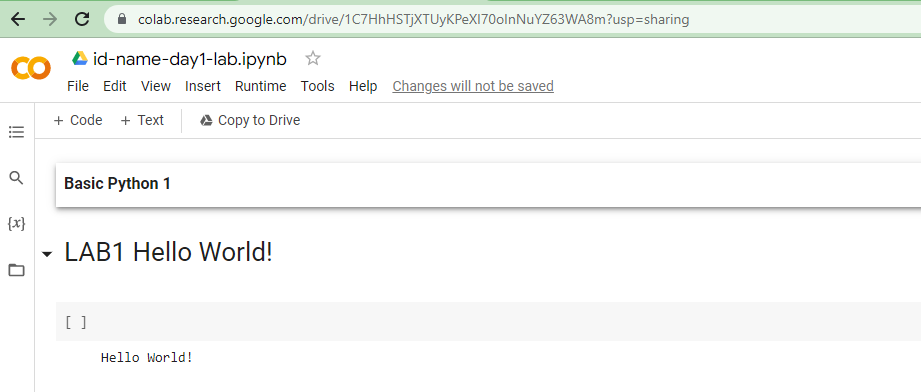 colab.research.google.com/drive/1C7HhHSTjXTUyKPeXI70oInNuYZ63WA8m?usp=sharing
id-name-day1-lab.ipynb
File Edit View Insert Runtime Tools Help Changes will not be saved
+ Code + Text Copy to Drive
Basic Python 1
{x}
LAB1 Hello World!
[ ]
Hello World!